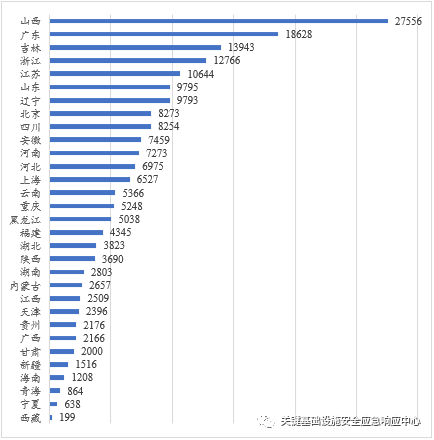 山西 27556
广东 18628
吉林 13943
浙江 12766
江苏 10644
山东 9795
辽宁 9793
北京 8273
四川 8254
安徽 7459
河南 7273
河北 6975
上海 6527
云南 5366
重庆 5248
黑龙江 5038
福建 4345
湖北 3823
陕西 3690
湖南 2803
内蒙古 2657
江西 2509
天津 2396
贵州 2176
广西 2166
甘肃 2000
新疆 1516
海南 1208
青海 864
宁夏 638
西藏 199
关键基础设施安全应急响应中心